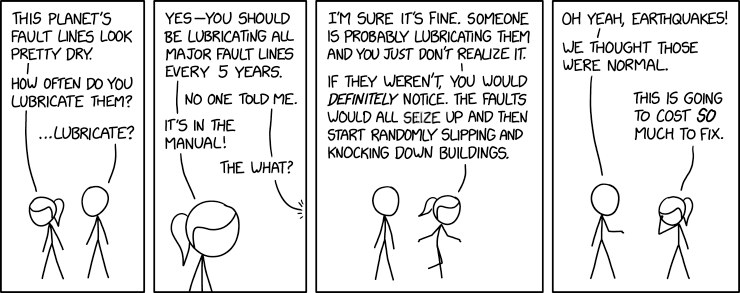 THIS PLANET'S
FAULT LINES LOOK
PRETTY DRY.
HOW OFTEN DO YOU
LUBRICATE THEM?
...LUBRICATE?
YES—YOU SHOULD
BE LUBRICATING ALL
MAJOR FAULT LINES
EVERY 5 YEARS.
NO ONE TOLD ME.
IT'S IN THE
MANUAL!
THE WHAT?
I'M SURE IT'S FINE. SOMEONE
IS PROBABLY LUBRICATING THEM
AND YOU JUST DON'T REALIZE IT.
IF THEY WEREN'T, YOU WOULD
DEFINITELY NOTICE. THE FAULTS
WOULD ALL SEIZE UP AND THEN
START RANDOMLY SLIPPING AND
KNOCKING DOWN BUILDINGS.
OH YEAH, EARTHQUAKES!
WE THOUGHT THOSE
WERE NORMAL.
THIS IS GOING
TO COST SO
MUCH TO FIX.